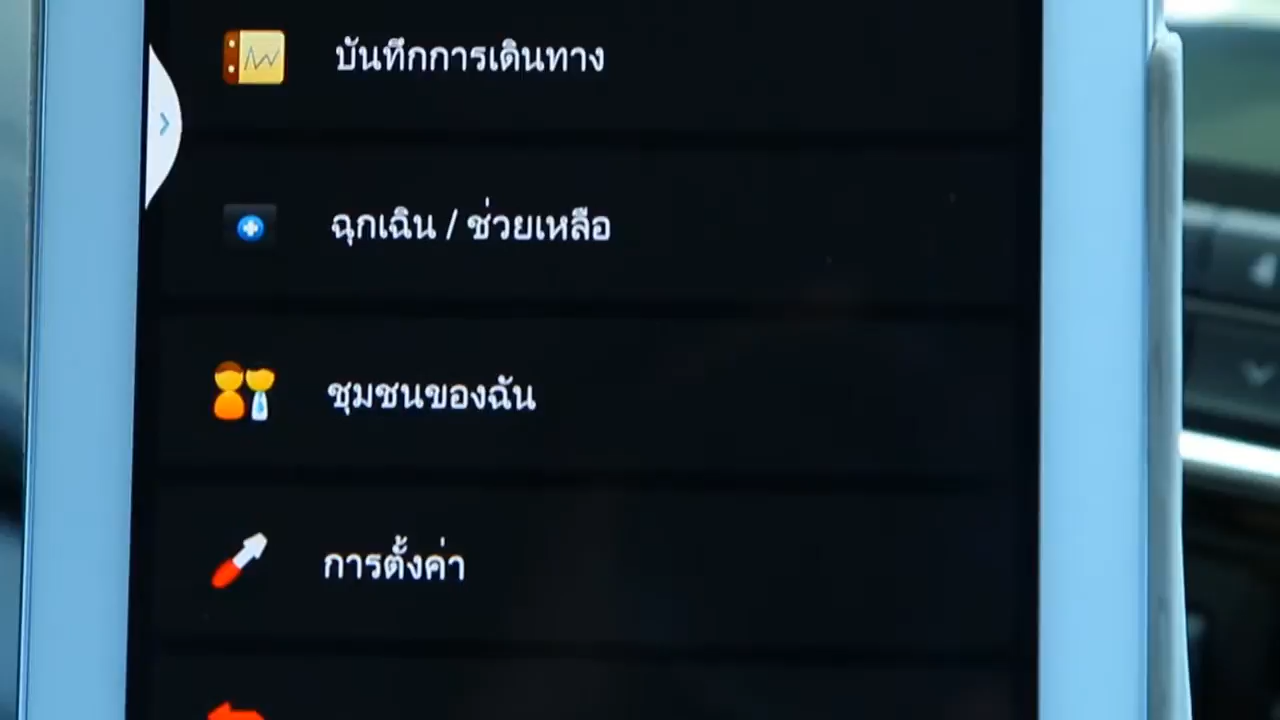 บันทึกการเดินทาง
ฉุกเฉิน / ช่วยเหลือ
ชุมชนของฉัน
การตั้งค่า